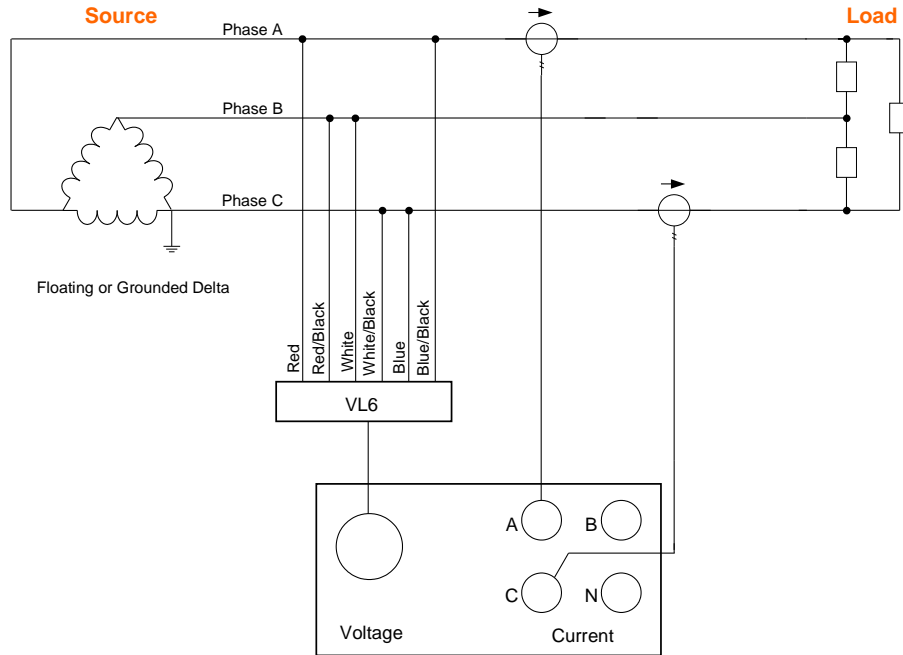 Source
Load
Phase A
Phase B
Phase C
Floating or Grounded Delta
Red
Red/Black
White
White/Black
Blue
Blue/Black
VL6
A
B
C
N
Voltage
Current